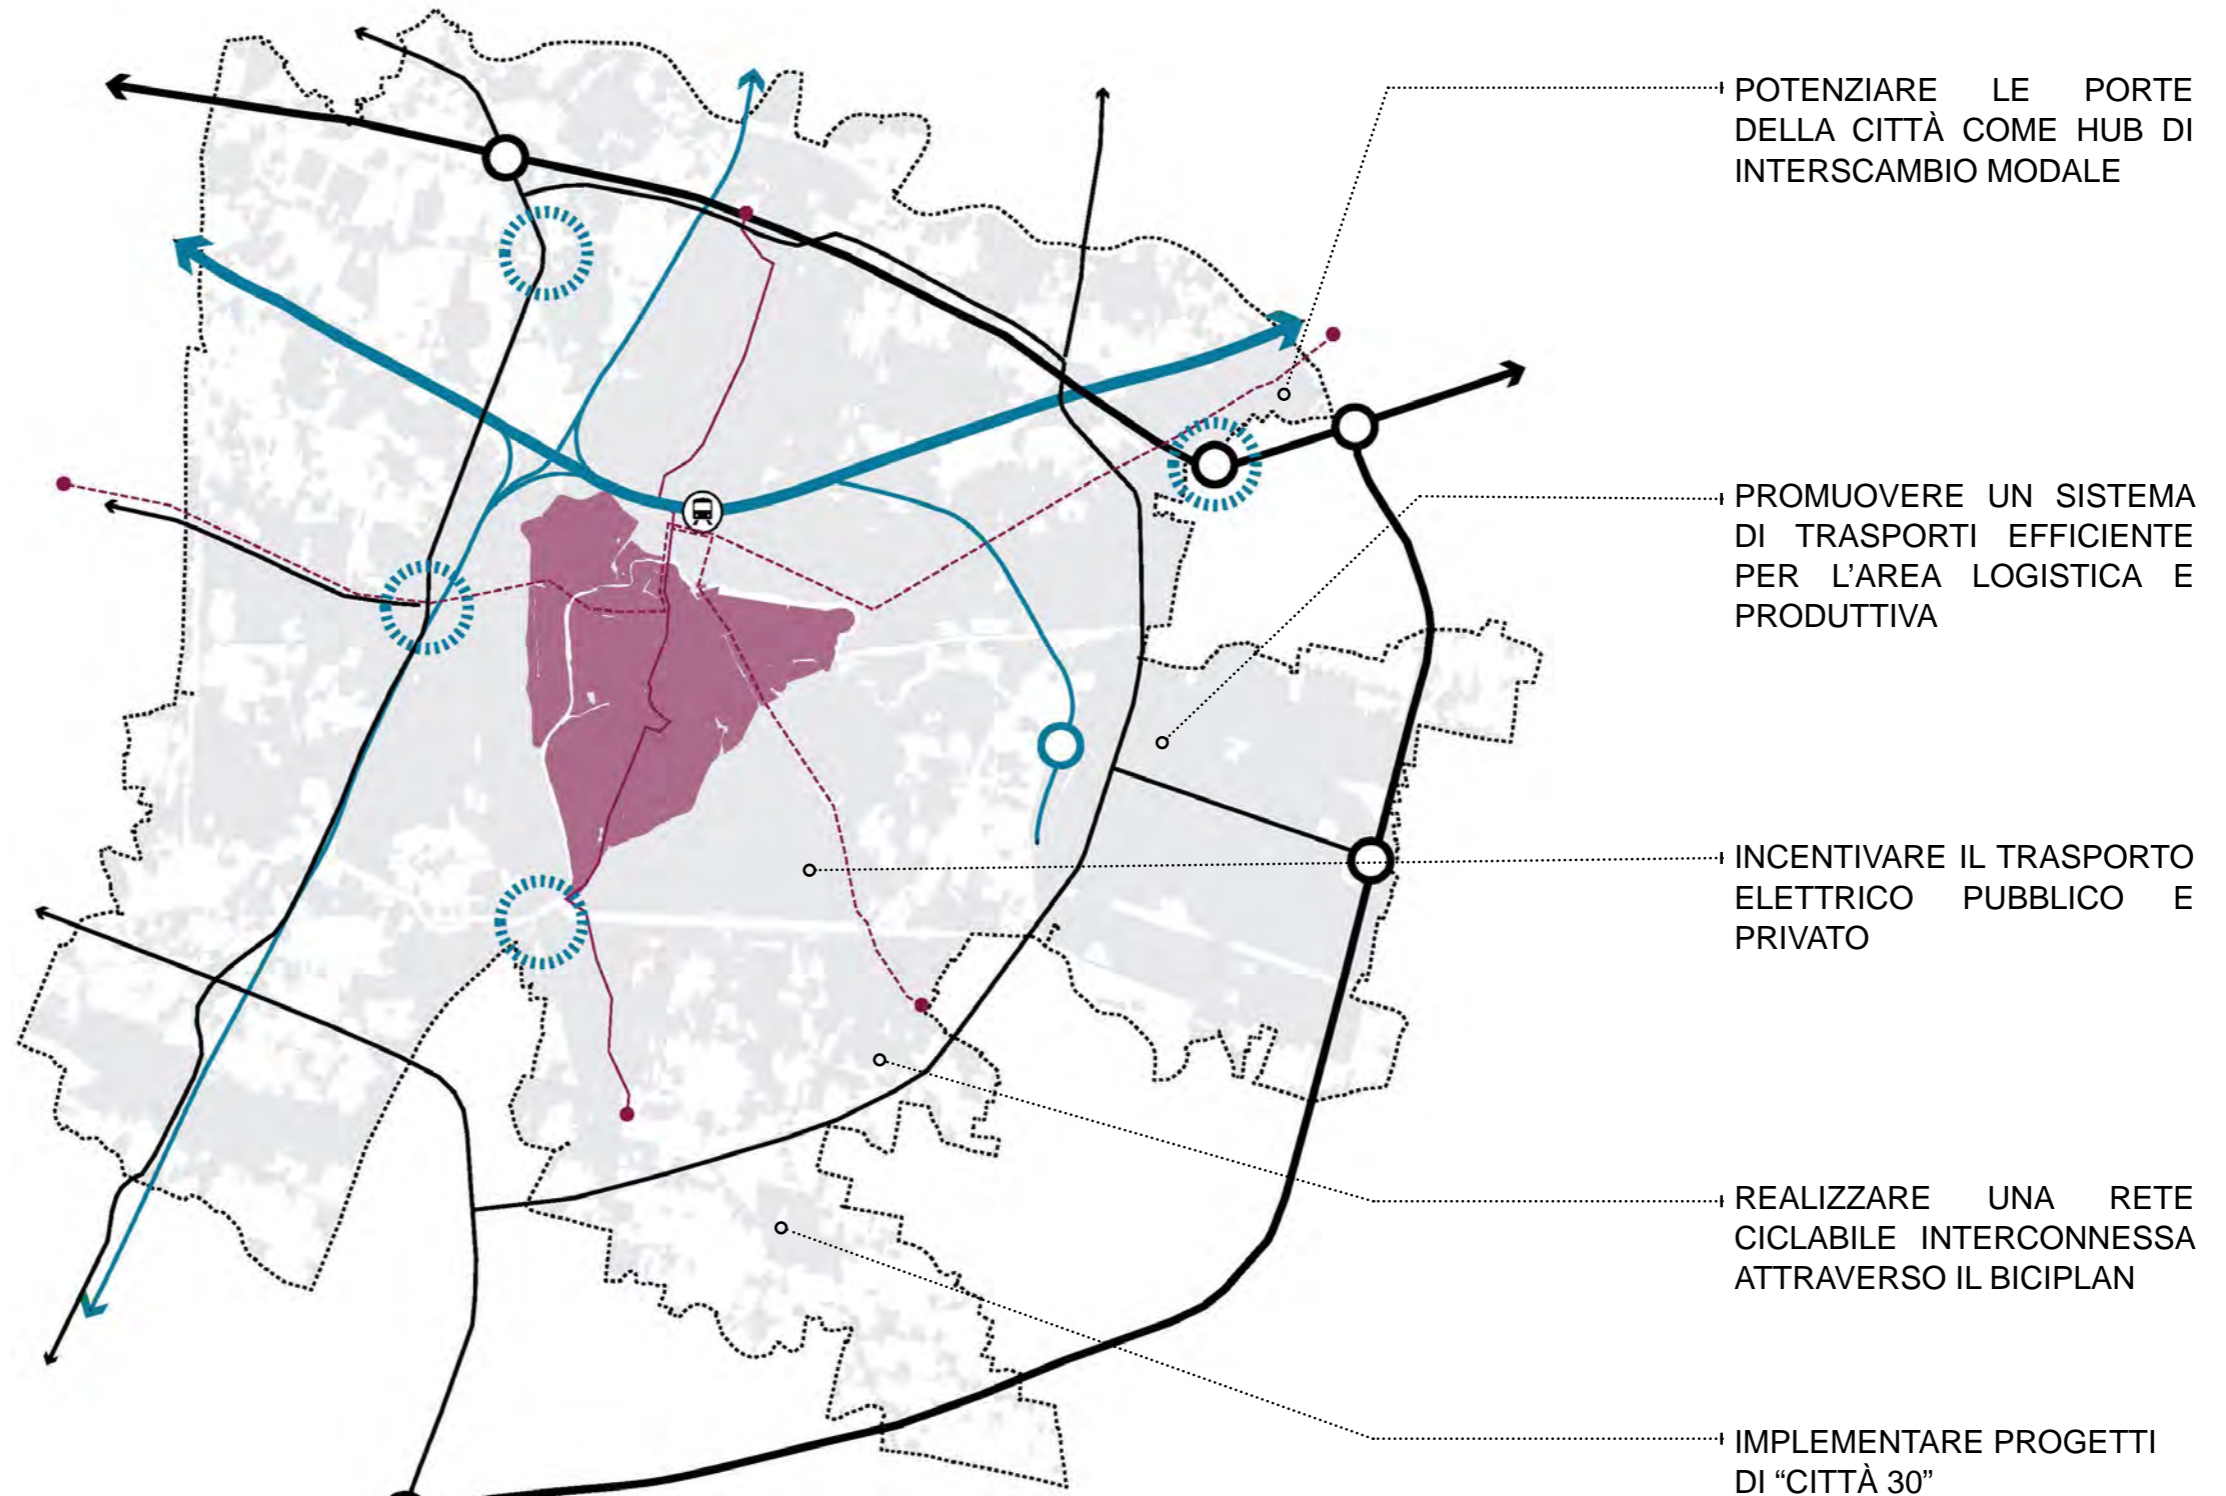 POTENZIARE LE PORTE
DELLA CITTÀ COME HUB DI
INTERSCAMBIO MODALE
PROMUOVERE UN SISTEMA
DI TRASPORTI EFFICIENTE
PER L’AREA LOGISTICA E
PRODUTTIVA
INCENTIVARE IL TRASPORTO
ELETTRICO PUBBLICO E
PRIVATO
REALIZZARE UNA RETE
CICLABILE INTERCONNESSA
ATTRAVERSO IL BICIPLAN
IMPLEMENTARE PROGETTI
DI “CITTÀ 30”